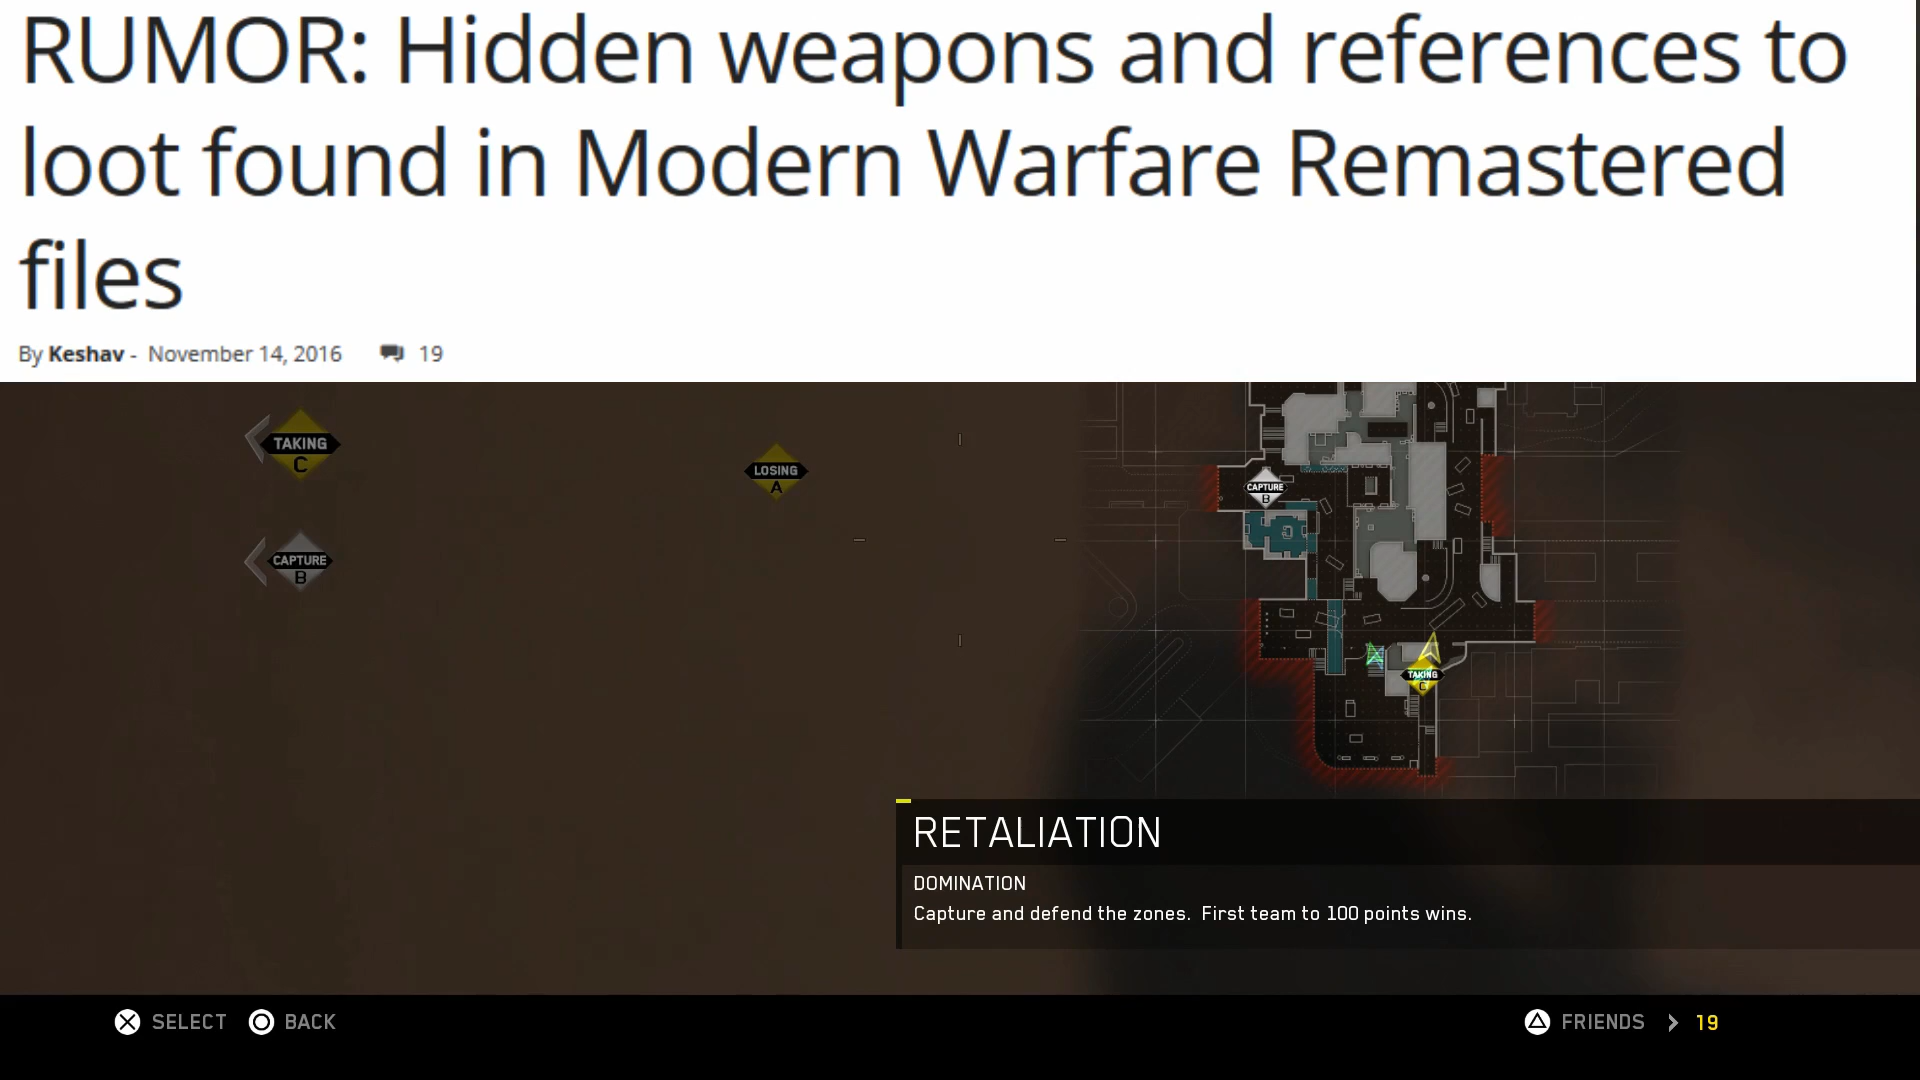 RUMOR: Hidden weapons and references to
loot found in Modern Warfare Remastered
files
By Keshav - November 14, 2016 19
TAKING
C
LOSING
A
CAPTURE
B
CAPTURE
B
TAKING
C
RETALIATION
DOMINATION
Capture and defend the zones. First team to 100 points wins.
SELECT BACK FRIENDS > 19